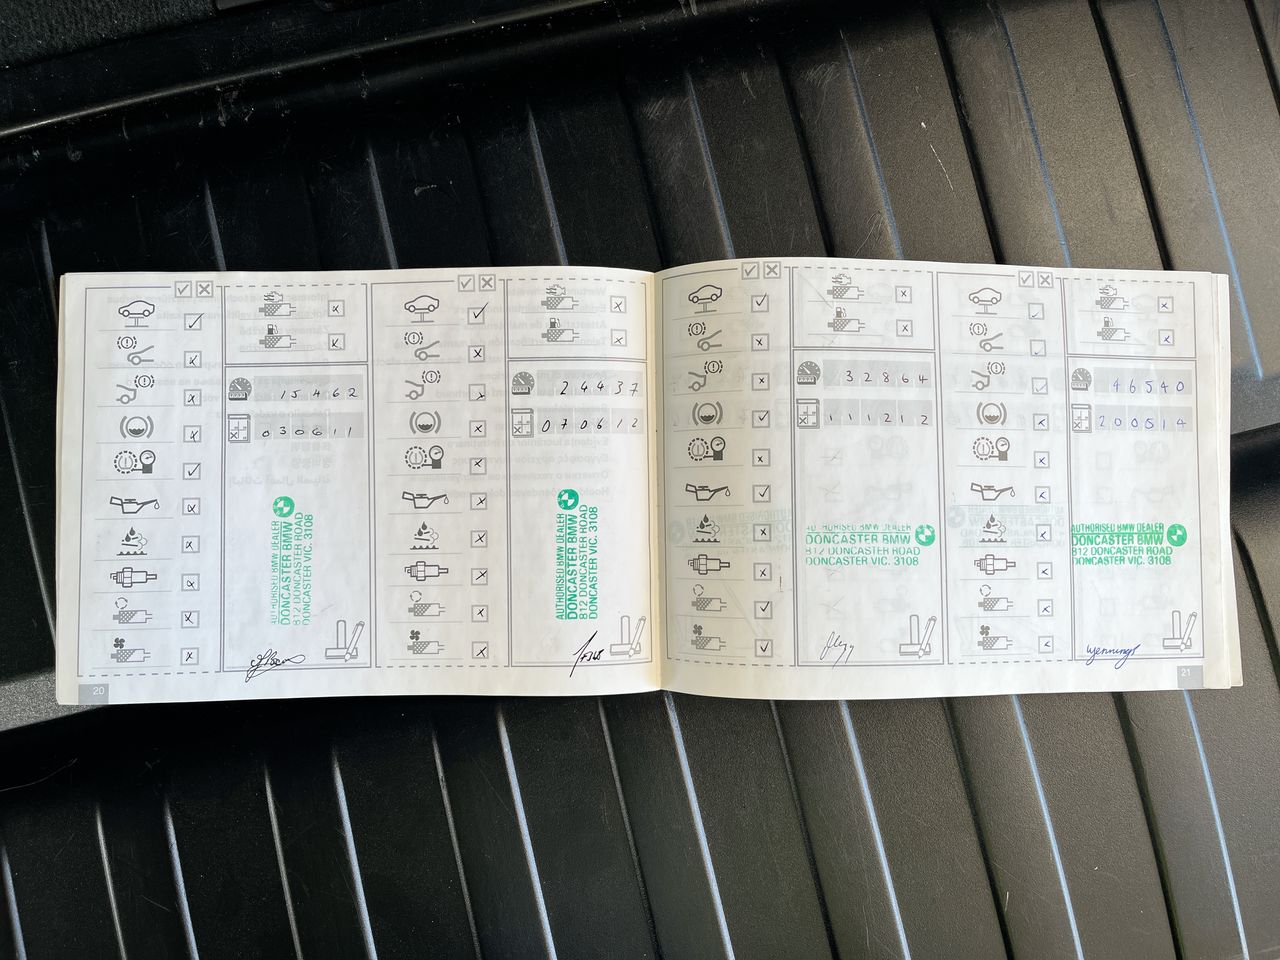 15462
030611
AUTHORISED BMW DEALER
DONCASTER BMW
812 DONCASTER ROAD
DONCASTER VIC. 3108
20
24437
070612
AUTHORISED BMW DEALER
DONCASTER BMW
812 DONCASTER ROAD
DONCASTER VIC. 3108
32864
111212
AUTHORISED BMW DEALER
DONCASTER BMW
812 DONCASTER ROAD
DONCASTER VIC. 3108
46540
200514
AUTHORISED BMW DEALER
DONCASTER BMW
812 DONCASTER ROAD
DONCASTER VIC. 3108
21